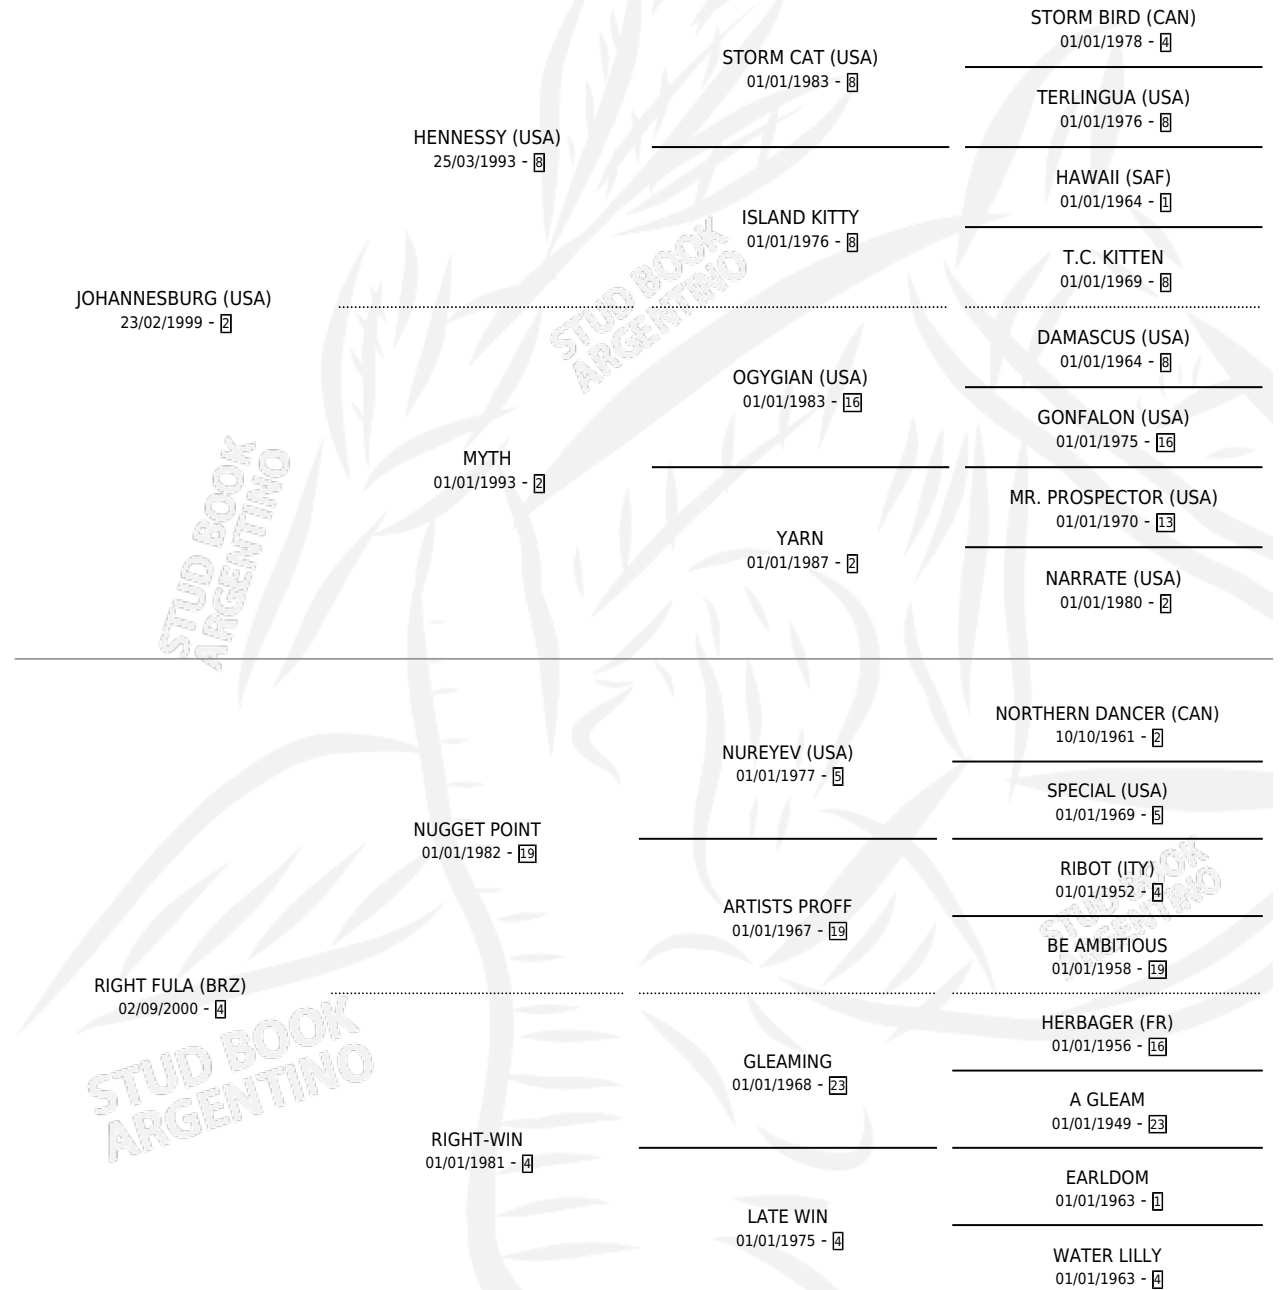 STORM BIRD (CAN)
01/01/1978 - 4
STORM CAT (USA)
01/01/1983 - 8
TERLINGUA (USA)
01/01/1976 - 8
HENNESSY (USA)
25/03/1993 - 8
HAWAII (SAF)
01/01/1964 - 1
ISLAND KITTY
01/01/1976 - 8
T.C. KITTEN
01/01/1969 - 8
JOHANNESBURG (USA)
23/02/1999 - 2
DAMASCUS (USA)
01/01/1964 - 8
OGYGIAN (USA)
01/01/1983 - 16
GONFALON (USA)
01/01/1975 - 16
MYTH
01/01/1993 - 2
MR. PROSPECTOR (USA)
01/01/1970 - 13
YARN
01/01/1987 - 2
NARRATE (USA)
01/01/1980 - 2
NORTHERN DANCER (CAN)
10/10/1961 - 2
NUREYEV (USA)
01/01/1977 - 5
SPECIAL (USA)
01/01/1969 - 5
NUGGET POINT
01/01/1982 - 19
RIBOT (ITY)
01/01/1952 - 4
ARTISTS PROFF
01/01/1967 - 19
BE AMBITIOUS
01/01/1958 - 19
RIGHT FULA (BRZ)
02/09/2000 - 4
HERBAGER (FR)
01/01/1956 - 16
GLEAMING
01/01/1968 - 23
A GLEAM
01/01/1949 - 23
RIGHT-WIN
01/01/1981 - 4
EARLDOM
01/01/1963 - 1
LATE WIN
01/01/1975 - 4
WATER LILLY
01/01/1963 - 4
STUD BOOK
ARGENTINO
STUD BOOK
ARGENTINO
STUD BOOK
ARGENTINO
STUD BOOK
ARGENTINO